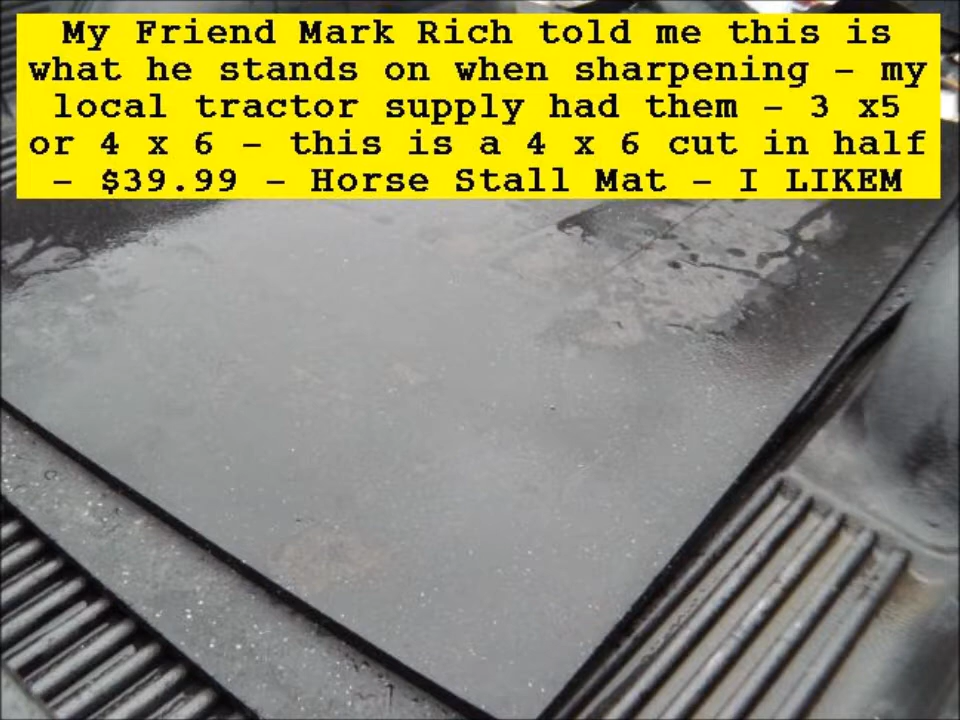 My Friend Mark Rich told me this is
what he stands on when sharpening - my
local tractor supply had them - 3 x5
or 4 x 6 - this is a 4 x 6 cut in half
- $39.99 - Horse Stall Mat - I LIKEM